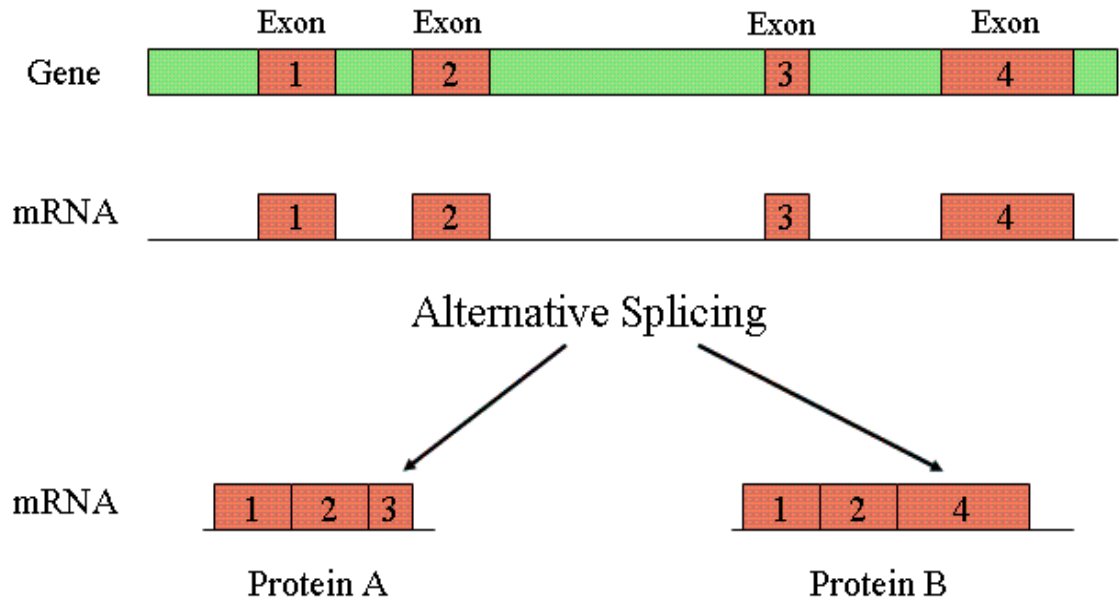 Exon Exon Exon Exon
Gene 1 2 3 4
mRNA 1 2 3 4
Alternative Splicing
mRNA 1 2 3 1 2 4
Protein A Protein B